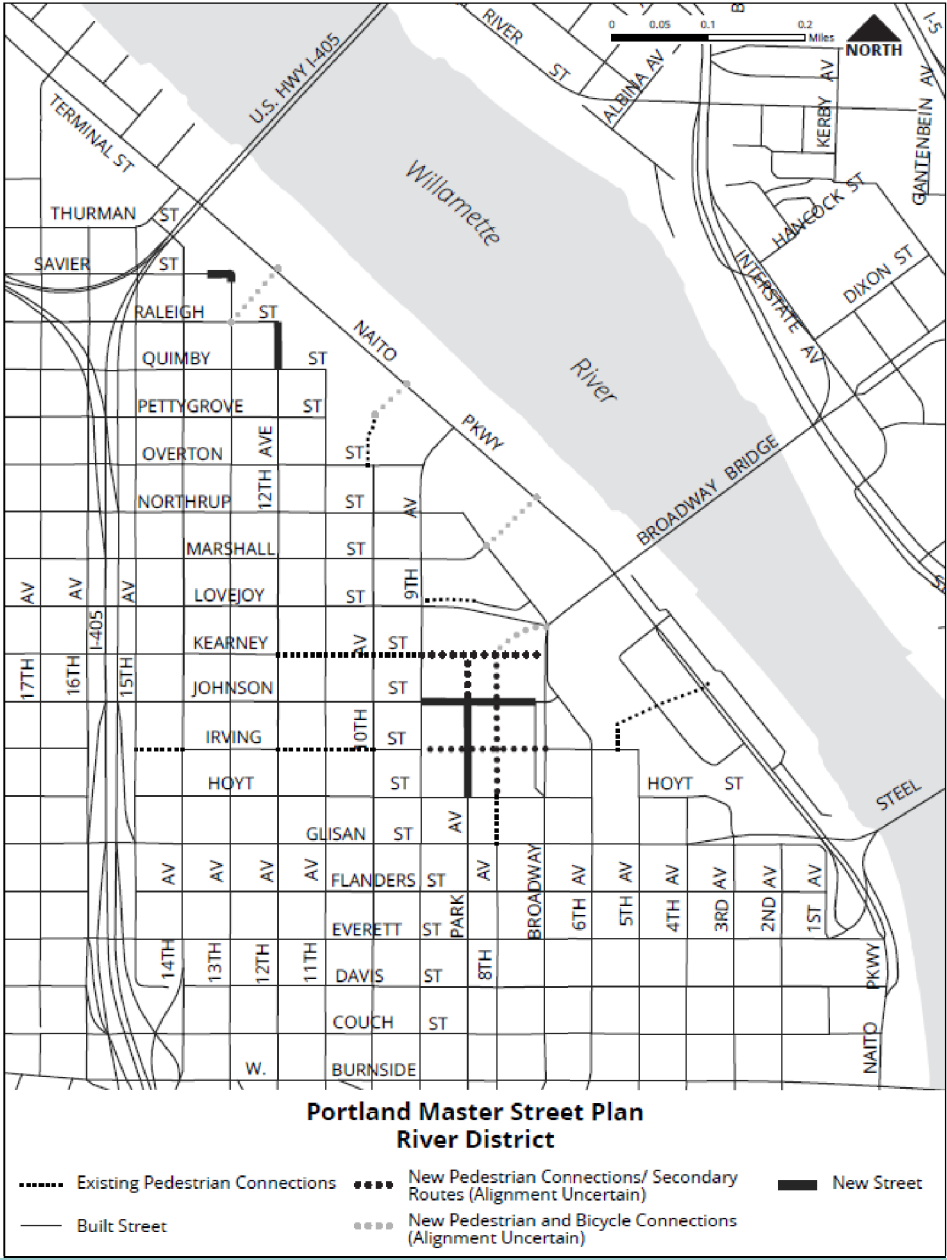 B
I-5
0 0.05 0.1 0.2
Miles
NORTH
RIVER ST
ALBINA AV
KERBY AV
GANTENBEIN AV
U.S. HWY I-405
TERMINAL ST
Willamette
River
HANCOCK ST
DIXON ST
INTERSTATE AV
THURMAN ST
SAVIER ST
RALEIGH ST
NAITO PKWY
QUIMBY ST
PETTYGROVE ST
12TH AVE
OVERTON ST
BROADWAY BRIDGE
NORTHRUP ST
9TH AV
MARSHALL ST
17TH AV
16TH AV
I-405
15TH AV
LOVEJOY ST
KEARNEY ST
10TH AV
JOHNSON ST
IRVING ST
HOYT ST
HOYT ST
STEEL
GLISAN ST
PARK AV
8TH AV
BROADWAY
6TH AV
5TH AV
4TH AV
3RD AV
2ND AV
1ST AV
14TH AV
13TH AV
12TH AV
11TH AV
FLANDERS ST
EVERETT ST
DAVIS ST
NAITO PKWY
COUCH ST
W. BURNSIDE
Portland Master Street Plan
River District
Existing Pedestrian Connections
Built Street
New Pedestrian Connections/ Secondary
Routes (Alignment Uncertain)
New Pedestrian and Bicycle Connections
(Alignment Uncertain)
New Street